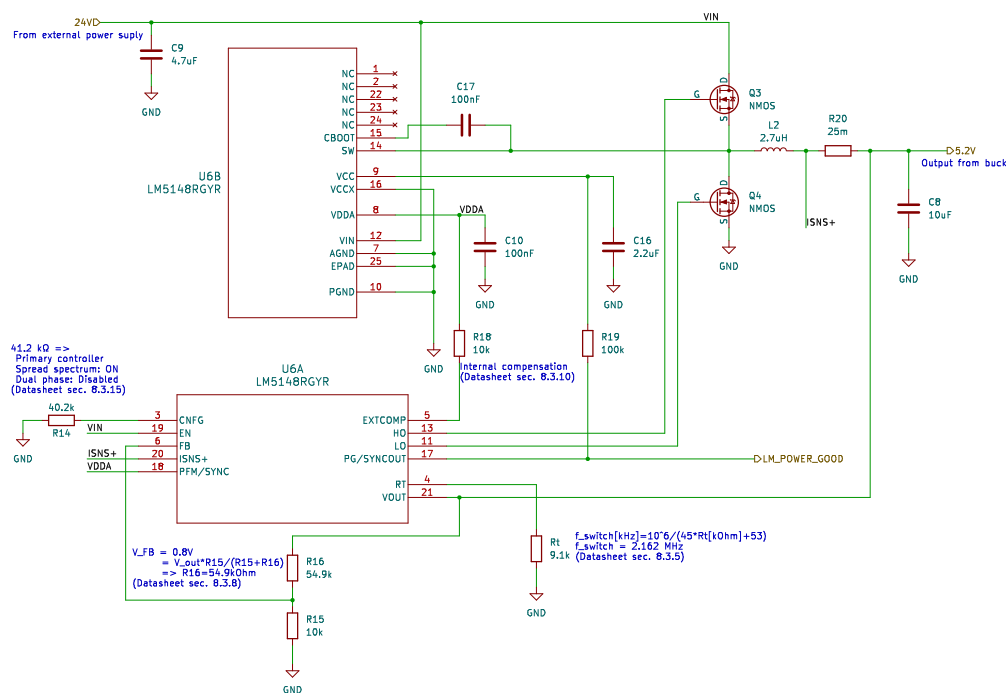 24V
VIN
From external power suply
C9
4.7uF
GND
NC 1
NC 2
NC 22
NC 23
NC 24
CBOOT 15
SW 14
VCC 9
VCCX 16
VDDA 8
VIN 12
AGND 7
EPAD 25
PGND 10
U6B
LM5148RGYR
C17
100nF
G
D
S
Q3
NMOS
L2
2.7uH
R20
25m
5.2V
Output from buck
G
D
S
Q4
NMOS
GND
ISNS+
C8
10uF
GND
VDDA
C10
100nF
GND
C16
2.2uF
GND
GND
R18
10k
R19
100k
Internal compensation
(Datasheet sec. 8.3.10)
41.2 kΩ =>
Primary controller
Spread spectrum: ON
Dual phase: Disabled
(Datasheet sec. 8.3.15)
40.2k
R14
GND
VIN
ISNS+
VDDA
U6A
LM5148RGYR
3 CNFG
19 EN
6 FB
20 ISNS+
18 PFM/SYNC
EXTCOMP 5
HO 13
LO 11
PG/SYNCOUT 17
RT 4
VOUT 21
LM_POWER_GOOD
V_FB = 0.8V
= V_out*R15/(R15+R16)
=> R16=54.9kOhm
(Datasheet sec. 8.3.8)
R16
54.9k
R15
10k
GND
Rt
9.1k
GND
f_switch[kHz]=10^6/(45*Rt[kOhm]+53)
f_switch = 2.162 MHz
(Datasheet sec. 8.3.5)